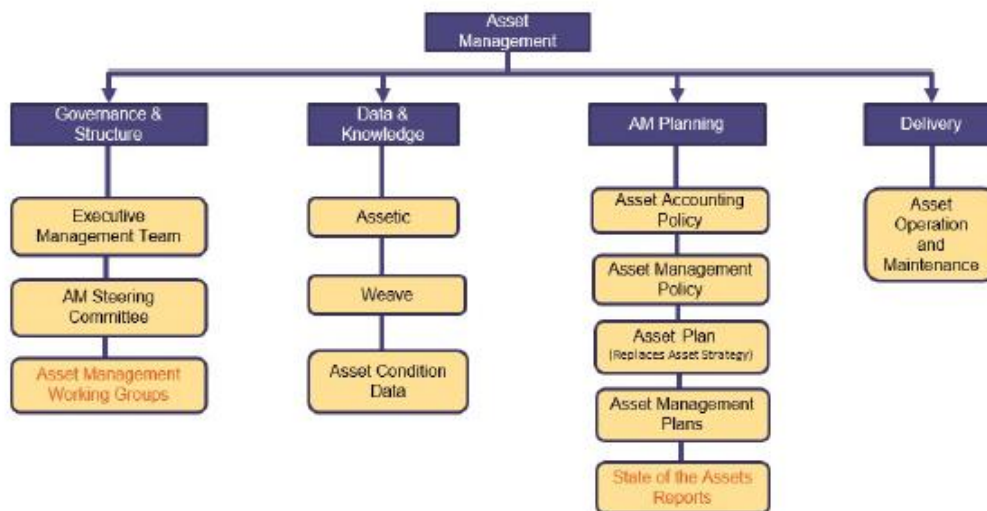 Asset
Management
Governance &
Structure
Data &
Knowledge
AM Planning
Delivery
Executive
Management Team
AM Steering
Committee
Asset Management
Working Groups
Assetic
Weave
Asset Condition
Data
Asset Accounting
Policy
Asset Management
Policy
Asset Plan
(Replaces Asset Strategy)
Asset Management
Plans
State of the Assets
Reports
Asset
Operation
and
Maintenance